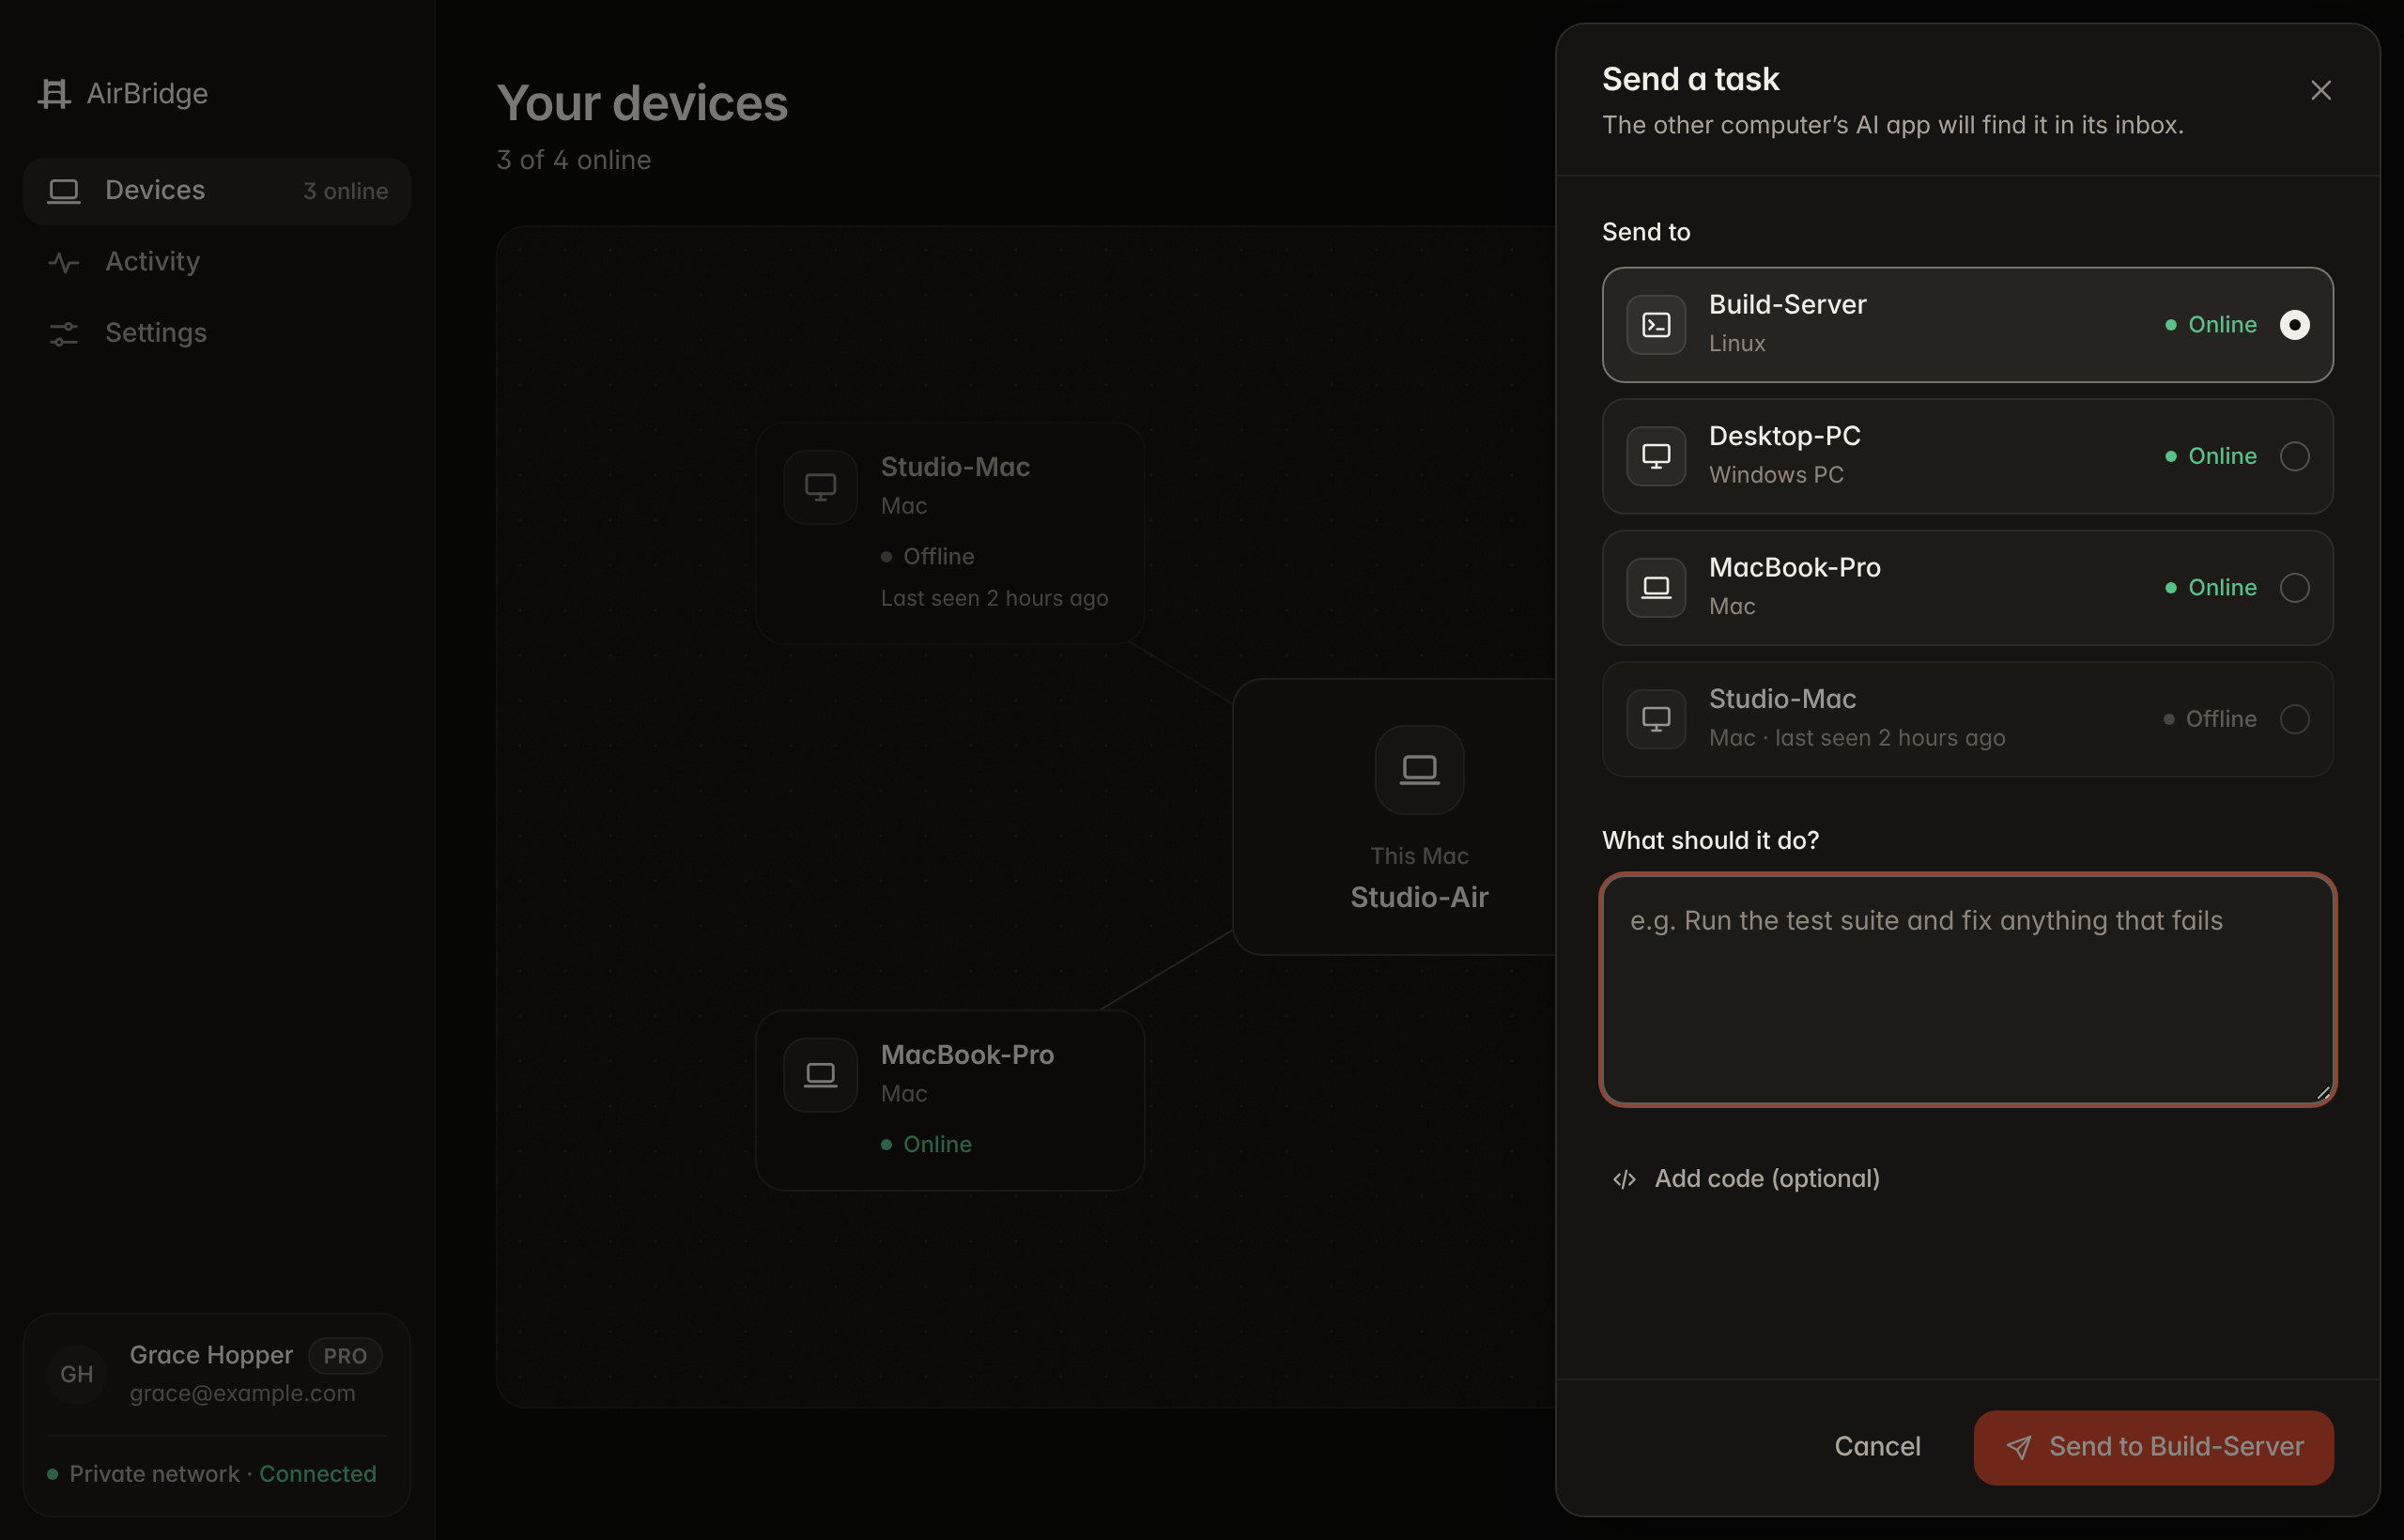 AirBridge
Devices
3 online
Activity
Settings
GH
Grace Hopper
PRO
grace@example.com
Private network · Connected
Your devices
3 of 4 online
Studio-Mac
Mac
Offline
Last seen 2 hours ago
This Mac
Studio-Air
MacBook-Pro
Mac
Online
Send a task
The other computer’s AI app will find it in its inbox.
Send to
Build-Server
Linux
Online
Desktop-PC
Windows PC
Online
MacBook-Pro
Mac
Online
Studio-Mac
Mac · last seen 2 hours ago
Offline
What should it do?
e.g. Run the test suite and fix anything that fails
Add code (optional)
Cancel
Send to Build-Server